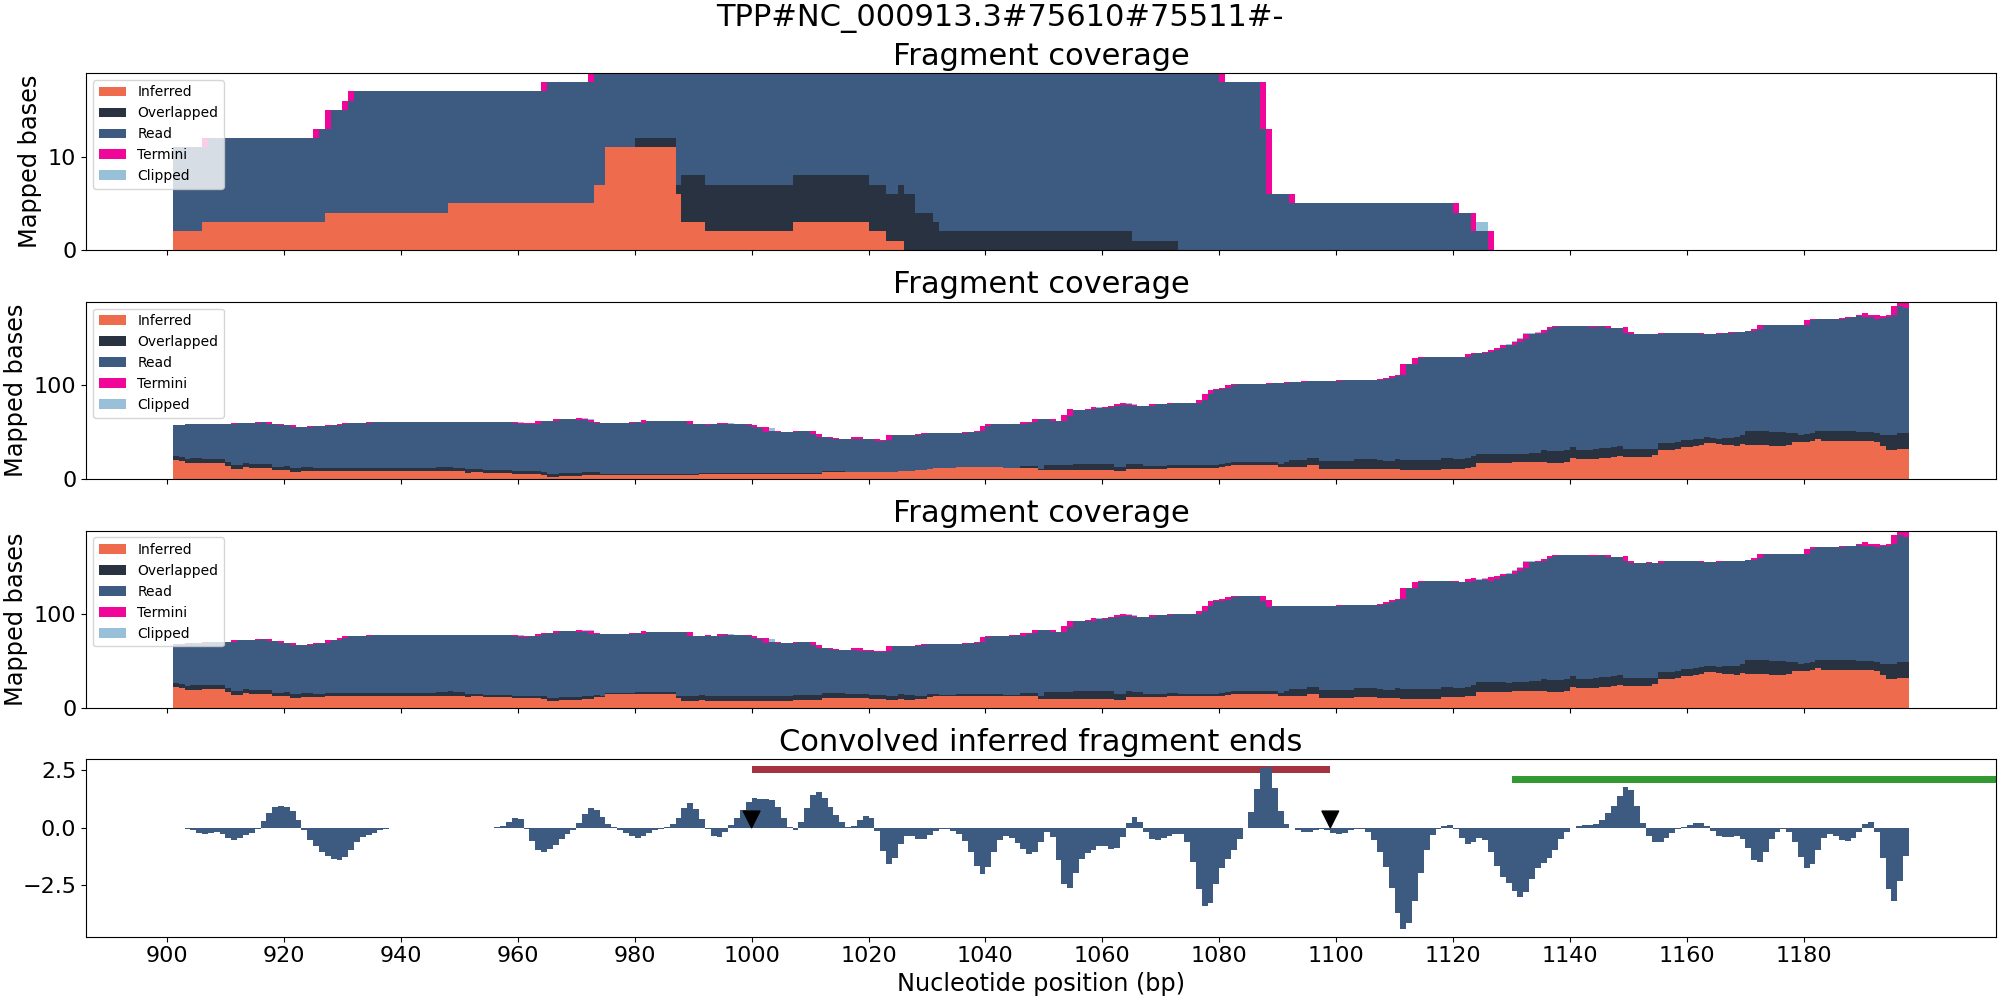 TPP#NC_000913.3#75610#75511#-
Fragment coverage
Mapped bases
10
0
Inferred
Overlapped
Read
Termini
Clipped
Fragment coverage
Mapped bases
100
0
Inferred
Overlapped
Read
Termini
Clipped
Fragment coverage
Mapped bases
100
0
Inferred
Overlapped
Read
Termini
Clipped
Convolved inferred fragment ends
2.5
0.0
−2.5
900 920 940 960 980 1000 1020 1040 1060 1080 1100 1120 1140 1160 1180
Nucleotide position (bp)